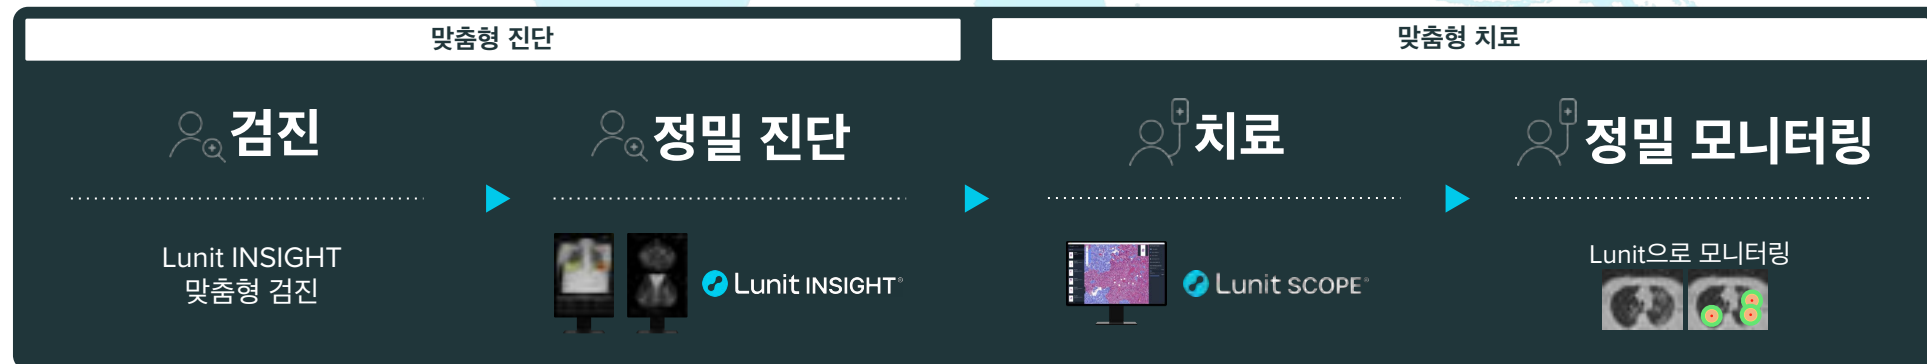 맞춤형 진단
맞춤형 치료
검진
정밀 진단
치료
정밀 모니터링
Lunit INSIGHT
맞춤형 검진
Lunit INSIGHT®
Lunit SCOPE®
Lunit으로 모니터링